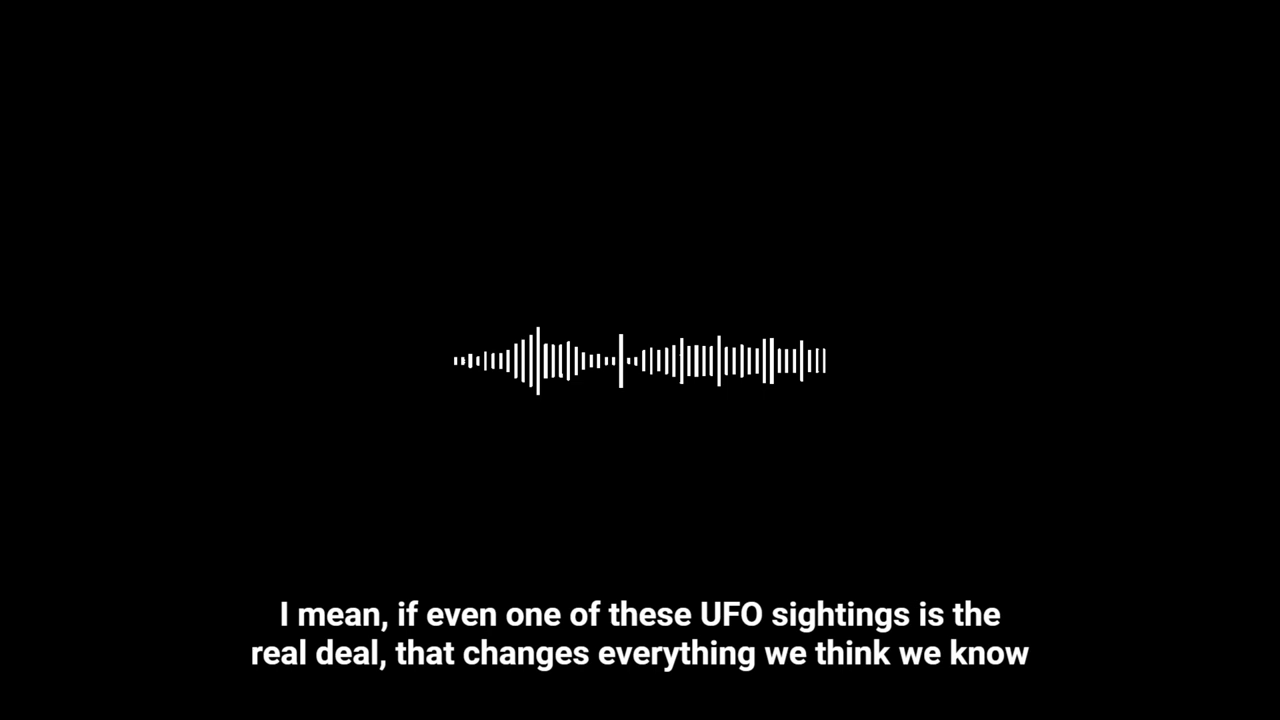 I mean, if even one of these UFO sightings is the
real deal, that changes everything we think we know